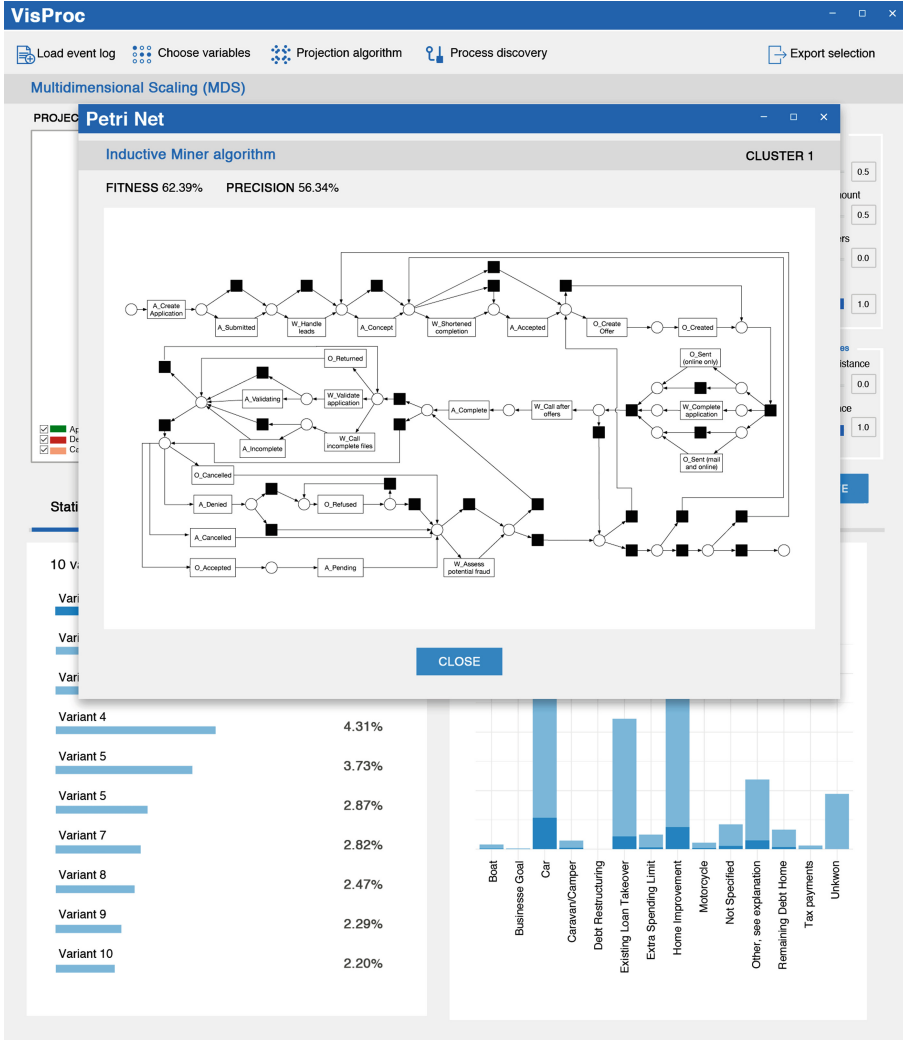 VisProc
Load event log
Choose variables
Projection algorithm
Process discovery
Export selection
Multidimensional Scaling (MDS)
PROJEC
Petri Net
Inductive Miner algorithm
CLUSTER 1
FITNESS 62.39% PRECISION 56.34%
0.5
ount
0.5
rs
0.0
1.0
es
istance
0.0
ce
1.0
E
A_Create
Application
A_Submitted
W_Handle
leads
A_Concept
W_Shortened
completion
A_Accepted
O_Create
Offer
O_Created
O_Returned
A_Validating
W_Validate
application
A_Incomplete
W_Call
incomplete files
A_Complete
W_Call after
offers
O_Sent
(online only)
W_Complete
application
O_Sent (mail
and online)
O_Cancelled
A_Denied
O_Refused
A_Cancelled
O_Accepted
A_Pending
W_Assess
potential fraud
Ap
De
Ca
Stati
10 va
Vari
Vari
Vari
CLOSE
Variant 4
4.31%
Variant 5
3.73%
Variant 5
2.87%
Variant 7
2.82%
Variant 8
2.47%
Variant 9
2.29%
Variant 10
2.20%
Boat
Businesse Goal
Car
Caravan/Camper
Debt Restructuring
Existing Loan Takeover
Extra Spending Limit
Home Improvement
Motorcycle
Not Specified
Other, see explanation
Remaining Debt Home
Tax payments
Unkwon